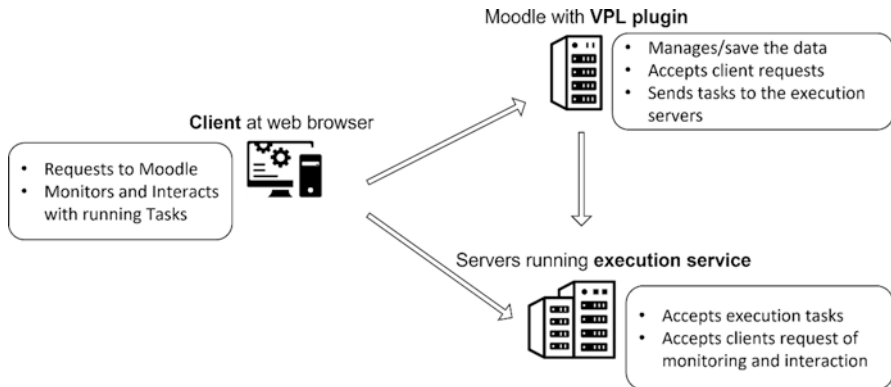 Moodle with VPL plugin
• Manages/save the data
• Accepts client requests
• Sends tasks to the execution
servers
Client at web browser
• Requests to Moodle
• Monitors and Interacts
with running Tasks
Servers running execution service
• Accepts execution tasks
• Accepts clients request of
monitoring and interaction